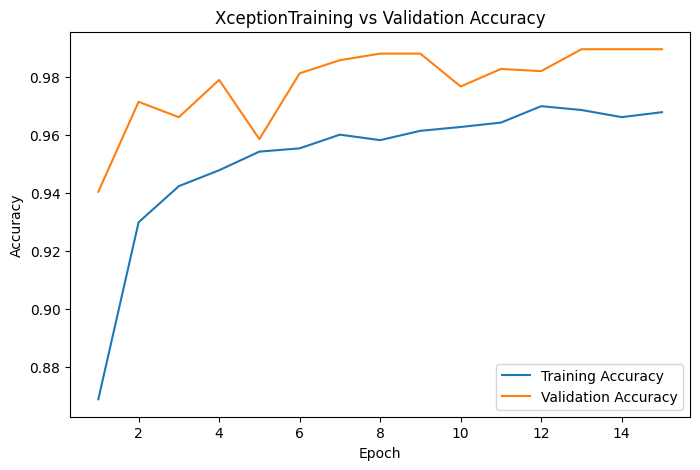 XceptionTraining vs Validation Accuracy
0.98
0.96
0.94
0.92
0.90
0.88
Accuracy
2 4 6 8 10 12 14
Epoch
Training Accuracy
Validation Accuracy